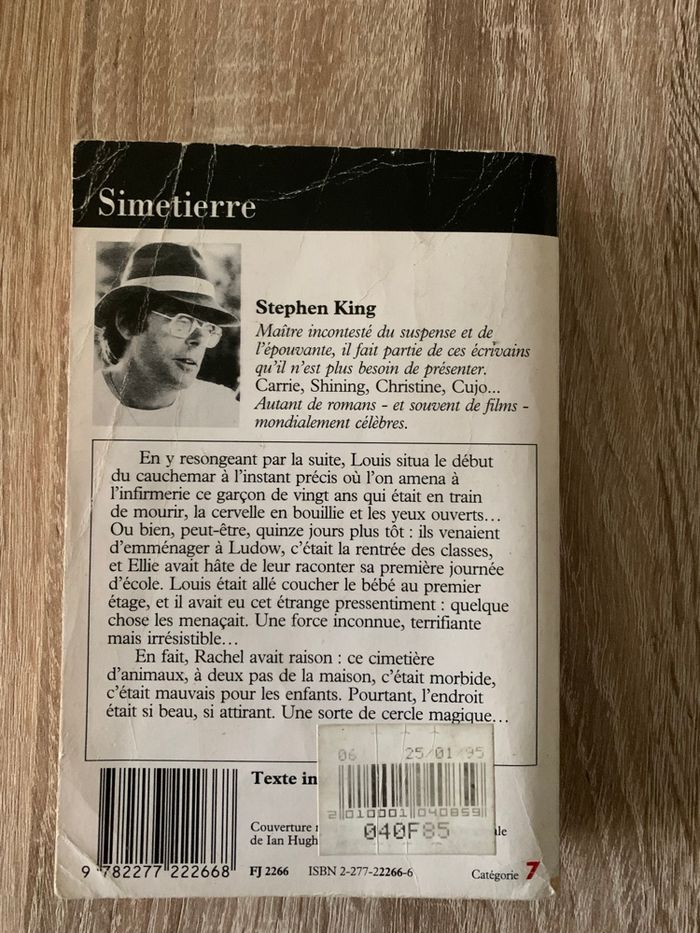 Simetierre
Stephen King
Maître incontesté du suspense et de
l'épouvante, il fait partie de ces écrivains
qu'il n'est plus besoin de présenter.
Carrie, Shining, Christine, Cujo...
Autant de romans - et souvent de films -
mondialement célèbres.
En y resongeant par la suite, Louis situa le début
du cauchemar à l'instant précis où l'on amena à
l'infirmerie ce garçon de vingt ans qui était en train
de mourir, la cervelle en bouillie et les yeux ouverts...
Ou bien, peut-être, quinze jours plus tôt : ils venaient
d'emménager à Ludow, c'était la rentrée des classes,
et Ellie avait hâte de leur raconter sa première journée
d'école. Louis était allé coucher le bébé au premier
étage, et il avait eu cet étrange pressentiment : quelque
chose les menaçait. Une force inconnue, terrifiante
mais irrésistible...
En fait, Rachel avait raison : ce cimetière
d'animaux, à deux pas de la maison, c'était morbide,
c'était mauvais pour les enfants. Pourtant, l'endroit
était si beau, si attirant. Une sorte de cercle magique...
06 25/01/95
2 010001 040859
040F85
Texte in
Couverture
de Ian Hugh
9 782277 222668
FJ 2266 ISBN 2-277-22266-6
Catégorie 7